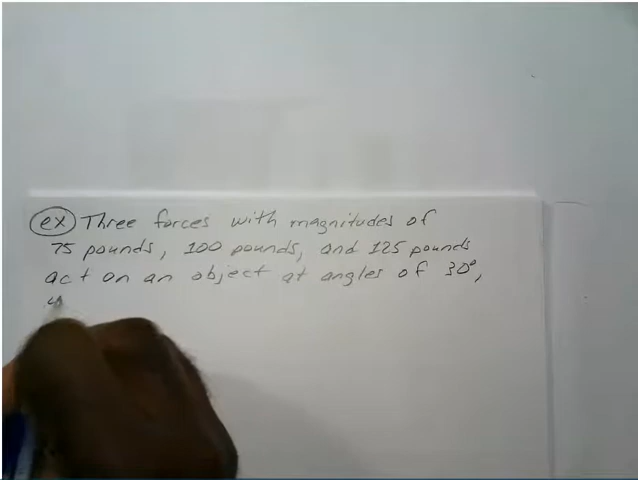 ex Three forces with magnitudes of
75 pounds, 100 pounds, and 125 pounds
act on an object at angles of 30°,